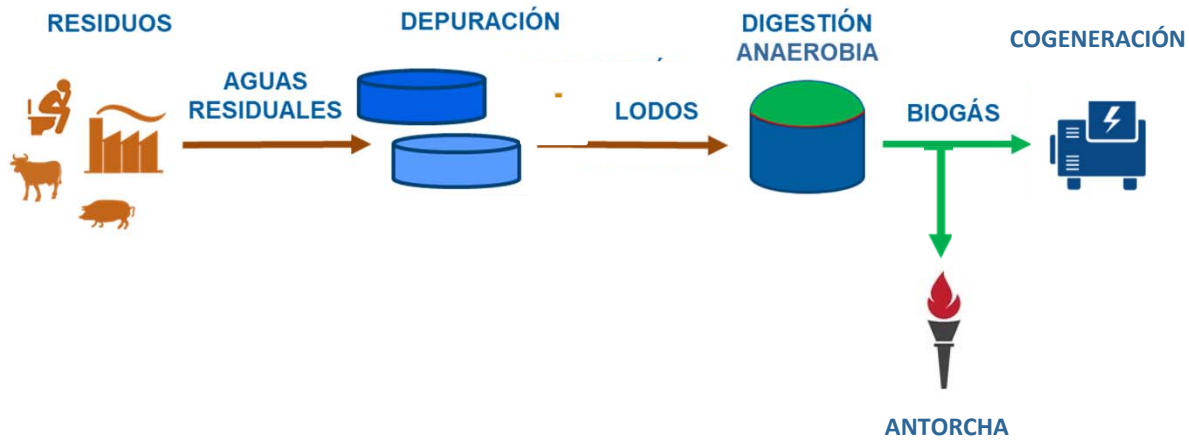 RESIDUOS
DEPURACIÓN
DIGESTIÓN
ANAEROBIA
COGENERACIÓN
AGUAS
RESIDUALES
LODOS
BIOGÁS
ANTORCHA